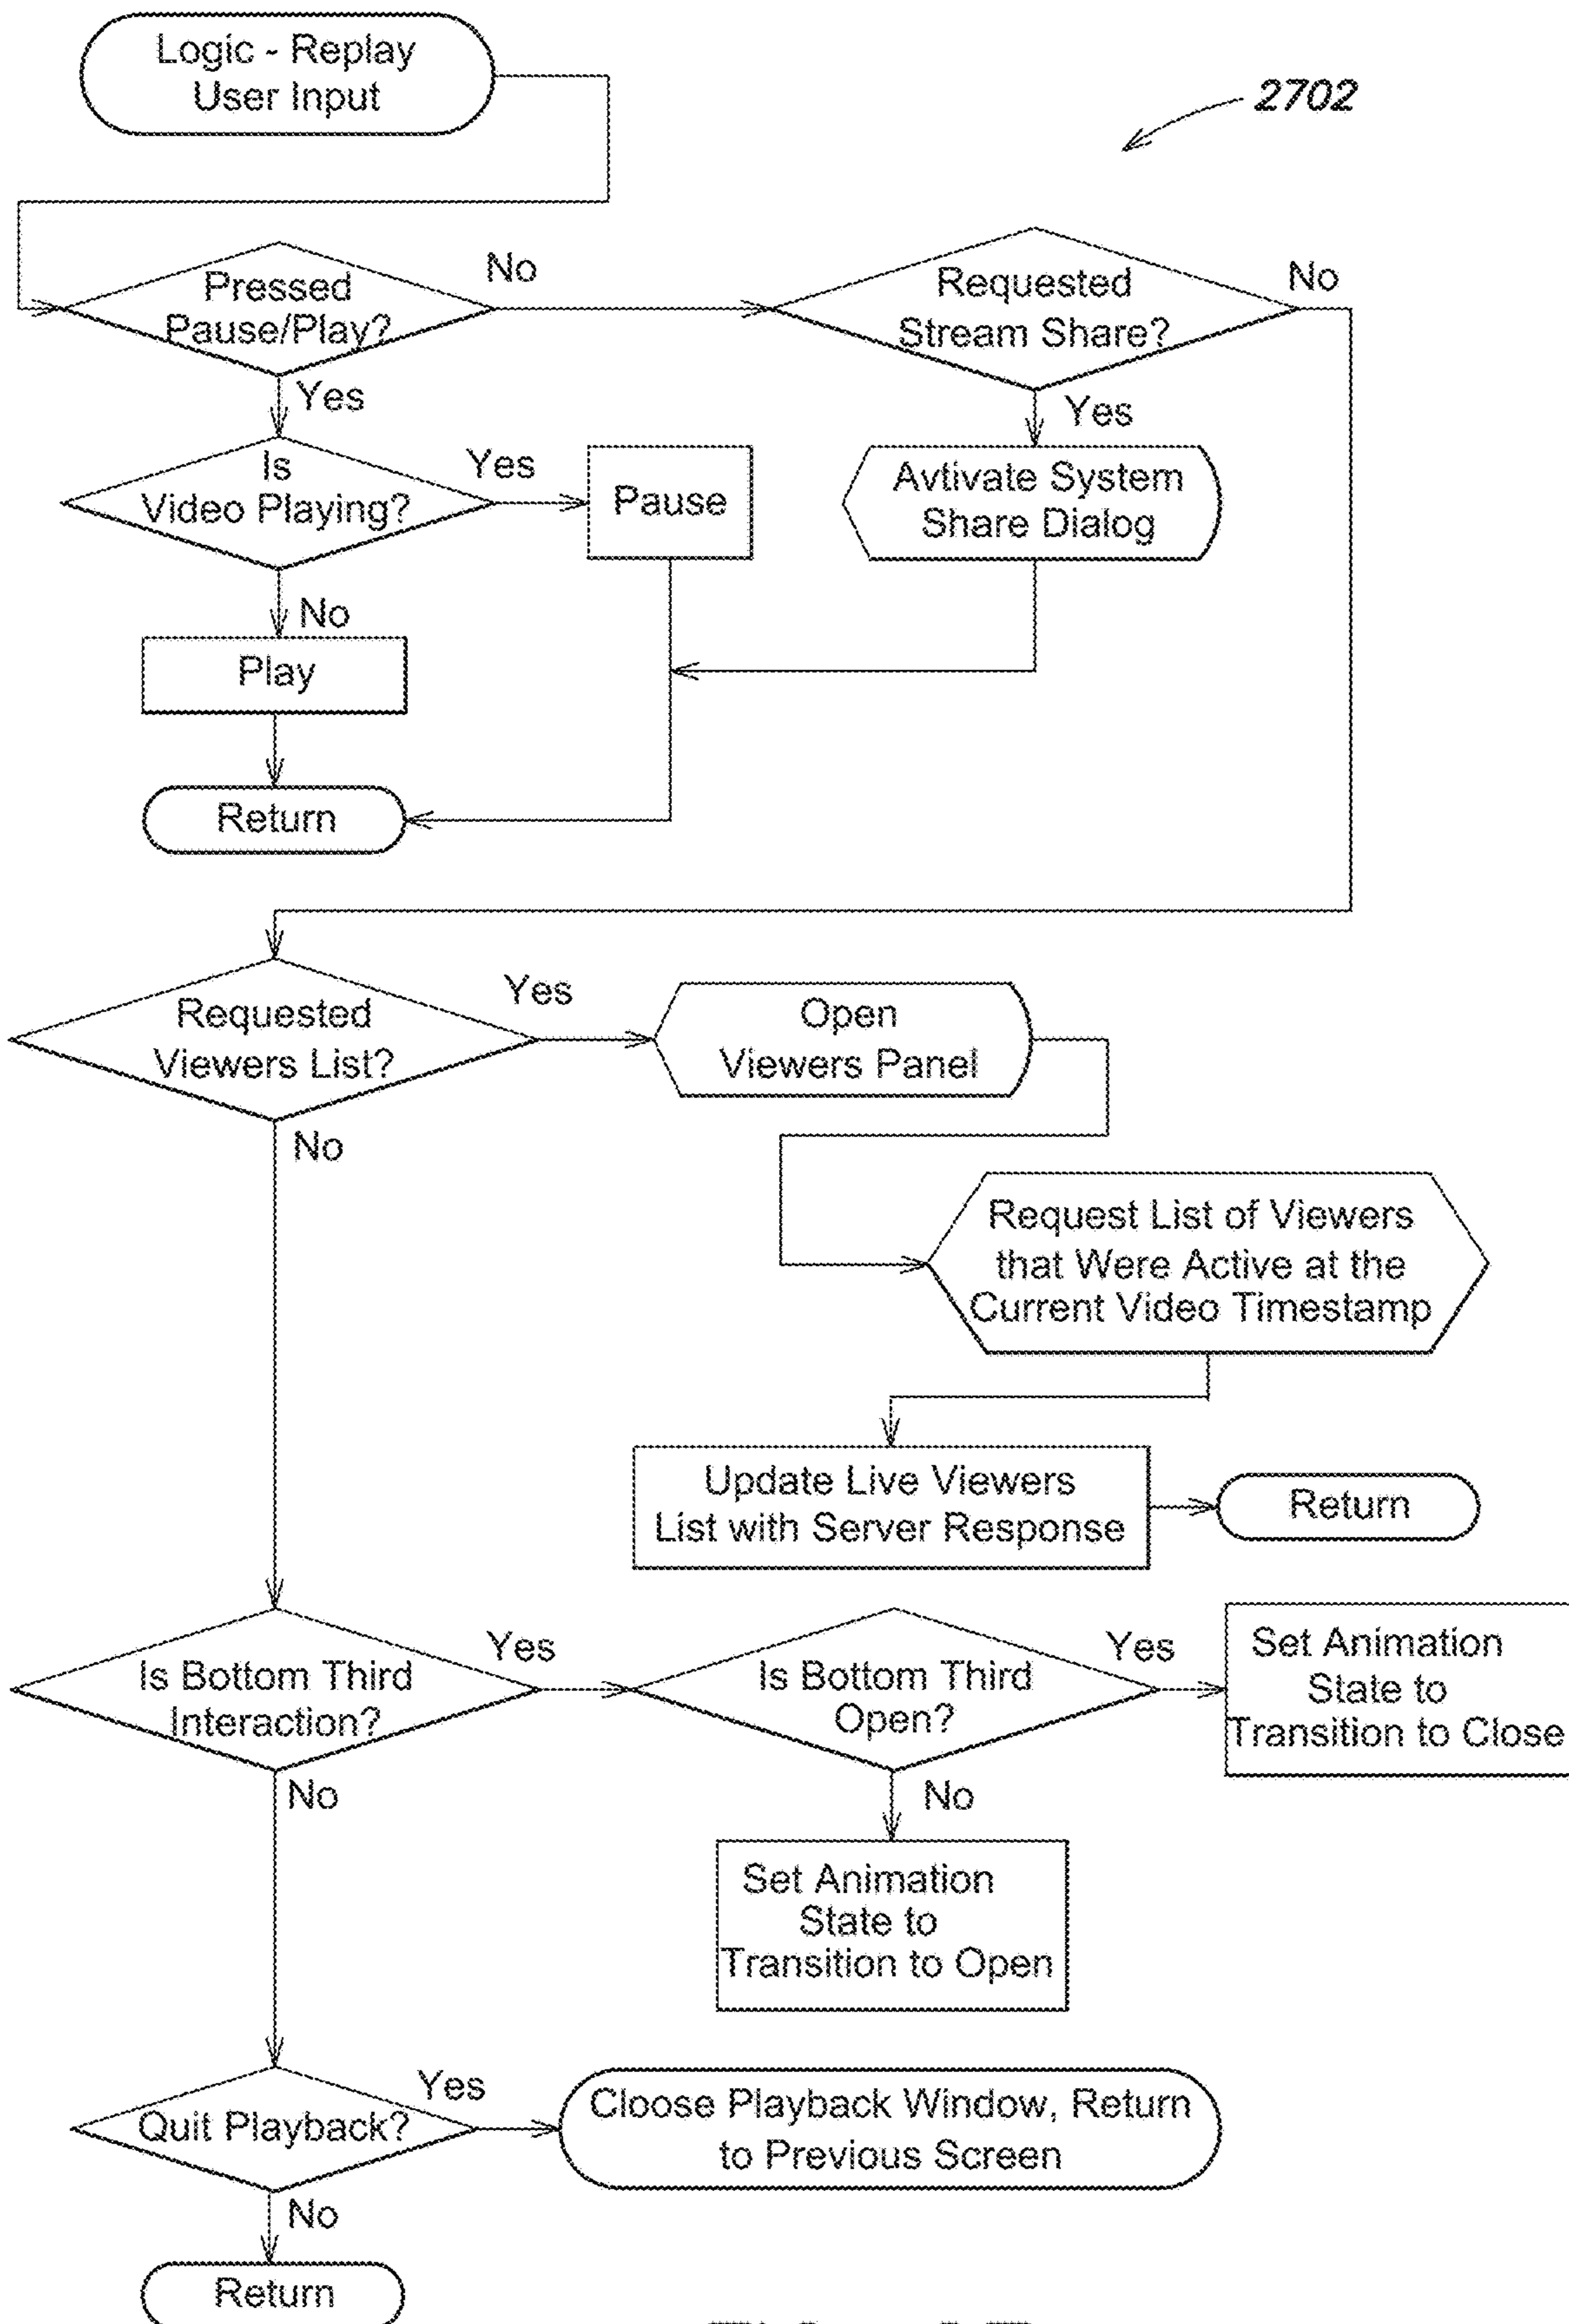 Logic - Replay
User Input
2702
Pressed
Pause/Play?
No
Requested
Stream Share?
No
Yes
Yes
Is
Video Playing?
Yes
Pause
Avtivate System
Share Dialog
No
Play
Return
Requested
Viewers List?
Yes
Open
Viewers Panel
No
Request List of Viewers
that Were Active at the
Current Video Timestamp
Update Live Viewers
List with Server Response
Return
Is Bottom Third
Interaction?
Yes
Is Bottom Third
Open?
Yes
Set Animation
State to
Transition to Close
No
No
Set Animation
State to
Transition to Open
Quit Playback?
Yes
Cloose Playback Window, Return
to Previous Screen
No
Return